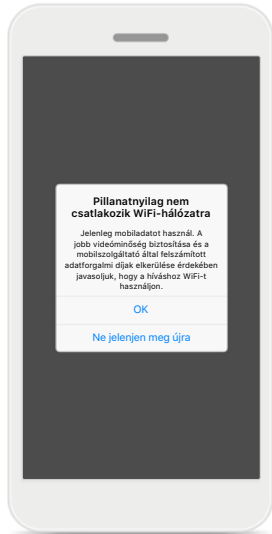 Pillanatnyilag nem
csatlakozik WiFi-hálózatra
Jelenleg mobiladatot használ. A
jobb videóminőség biztosítása és a
mobilszolgáltató által felszámított
adatforgalmi díjak elkerülése érdekében
javasoljuk, hogy a híváshoz WiFi-t
használjon.
OK
Ne jelenjen meg újra